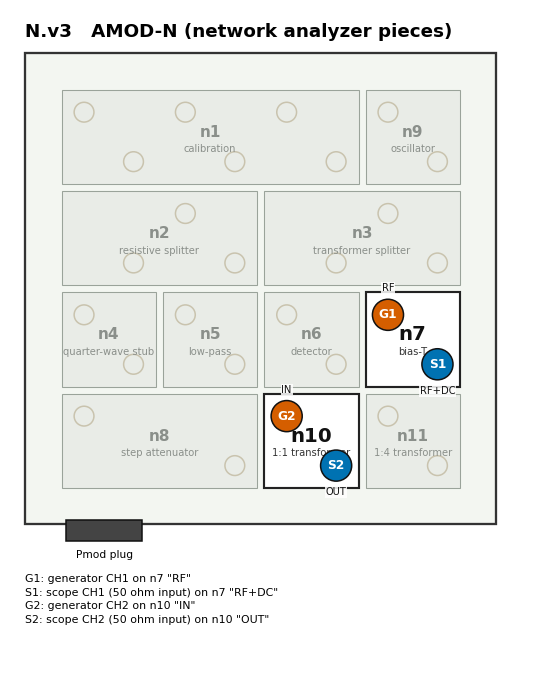 N.v3   AMOD-N (network analyzer pieces)
n1
calibration
n9
oscillator
n2
resistive splitter
n3
transformer splitter
RF
G1
n4
quarter-wave stub
n5
low-pass
n6
detector
n7
bias-T
S1
RF+DC
IN
G2
n8
step attenuator
n10
1:1 transformer
S2
OUT
n11
1:4 transformer
Pmod plug
G1: generator CH1 on n7 "RF"
S1: scope CH1 (50 ohm input) on n7 "RF+DC"
G2: generator CH2 on n10 "IN"
S2: scope CH2 (50 ohm input) on n10 "OUT"